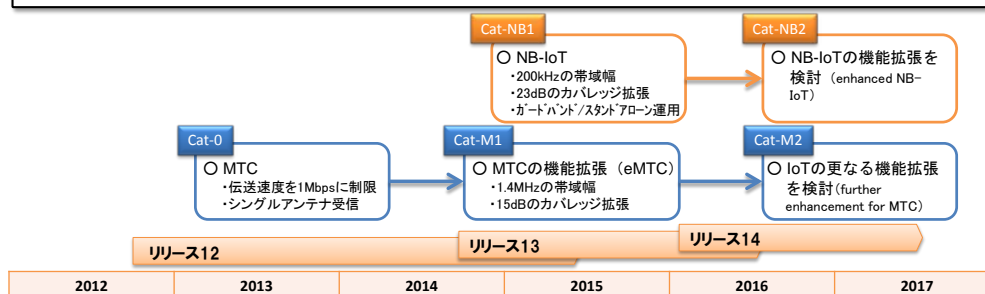 Cat-NB1
○ NB-IoT
・200kHzの帯域幅
・23dBのカバレッジ拡張
・ｶﾞｰﾄﾞﾊﾞﾝﾄﾞ/ｽﾀﾝﾄﾞｱﾛｰﾝ運用
Cat-NB2
○ NB-IoTの機能拡張を
検討 （enhanced NB-
IoT）
Cat-0
○ MTC
・伝送速度を1Mbpsに制限
・シングルアンテナ受信
Cat-M1
○ MTCの機能拡張 （eMTC）
・1.4MHzの帯域幅
・15dBのカバレッジ拡張
Cat-M2
○ IoTの更なる機能拡張
を検討(further
enhancement for MTC）
リリース12
リリース13
リリース14
2012 2013 2014 2015 2016 2017